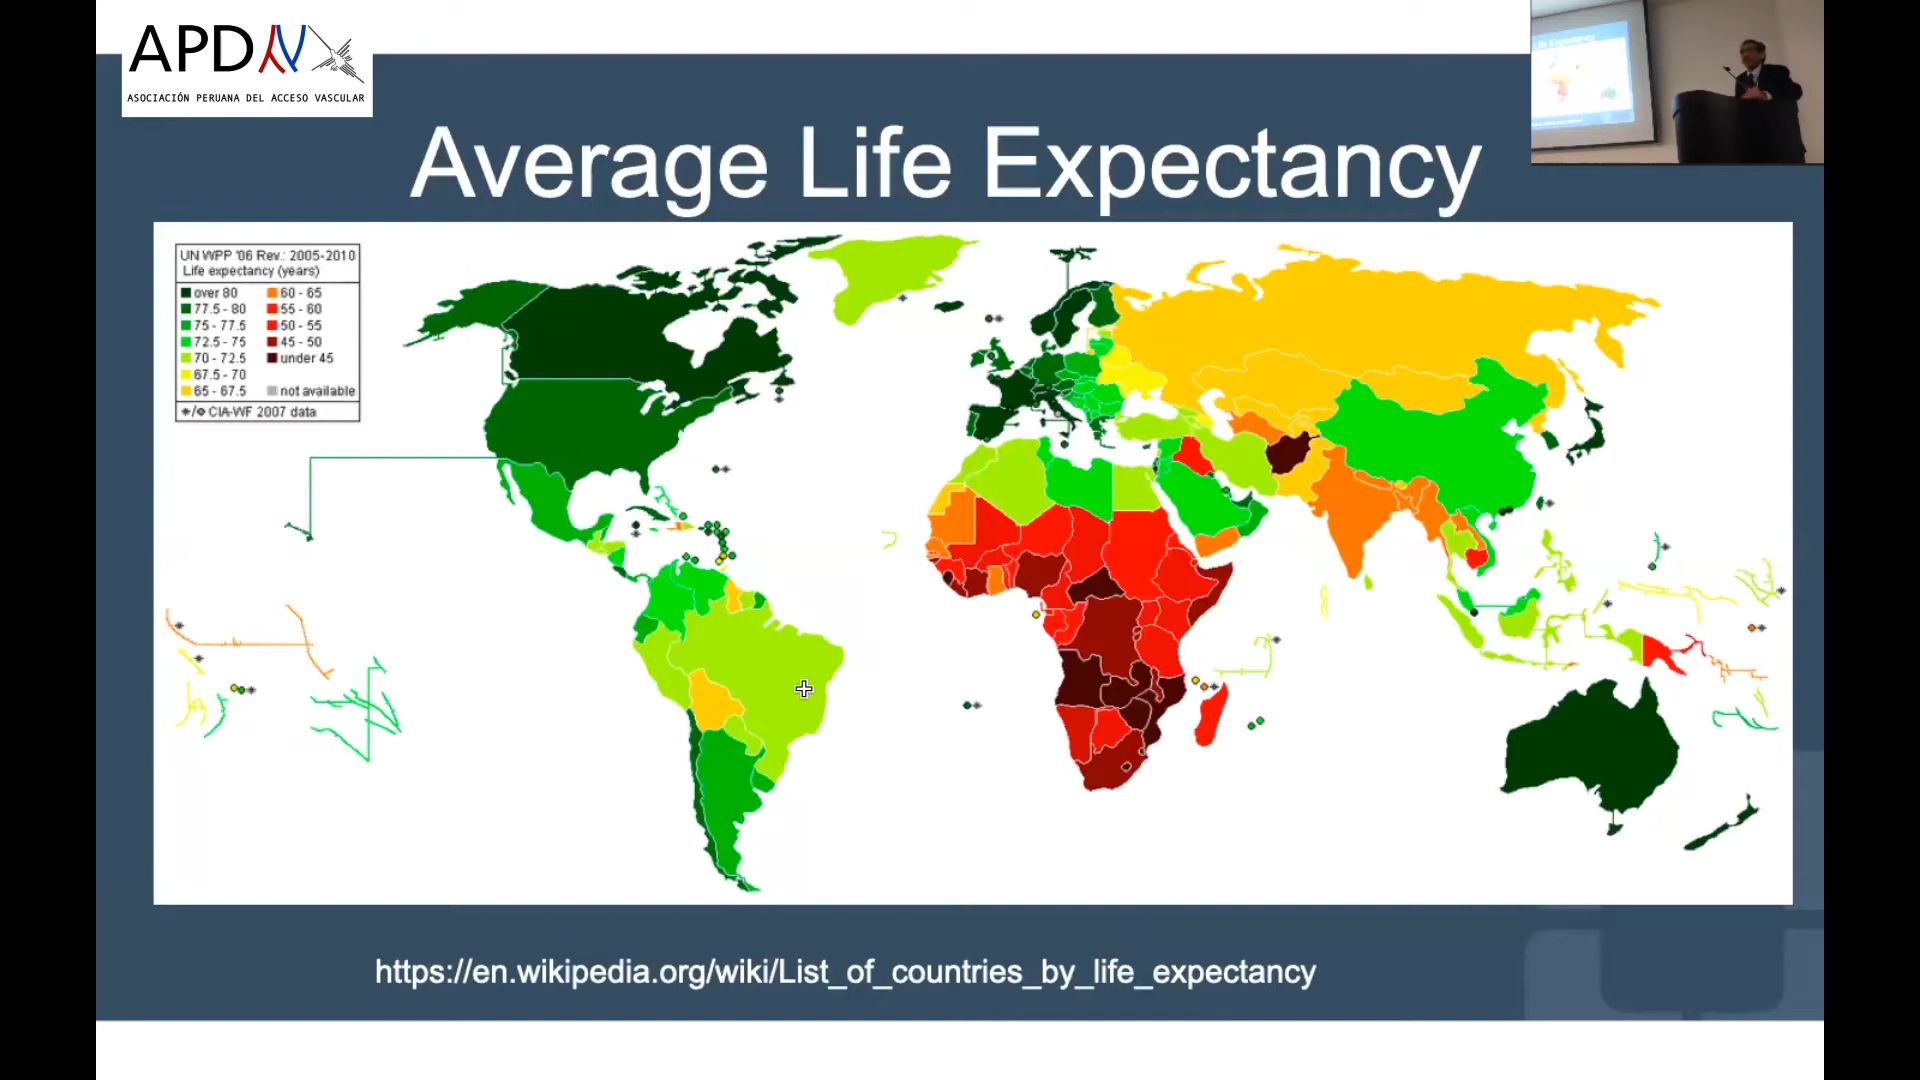 APDAV
ASOCIACIÓN PERUANA DEL ACCESO VASCULAR
Average Life Expectancy
UN WPP '06 Rev.: 2005-2010
Life expectancy (years)
over 80
77.5 - 80
75 - 77.5
72.5 - 75
70 - 72.5
67.5 - 70
65 - 67.5
60 - 65
55 - 60
50 - 55
45 - 50
under 45
not available
*/o CIA-WF 2007 data
https://en.wikipedia.org/wiki/List_of_countries_by_life_expectancy